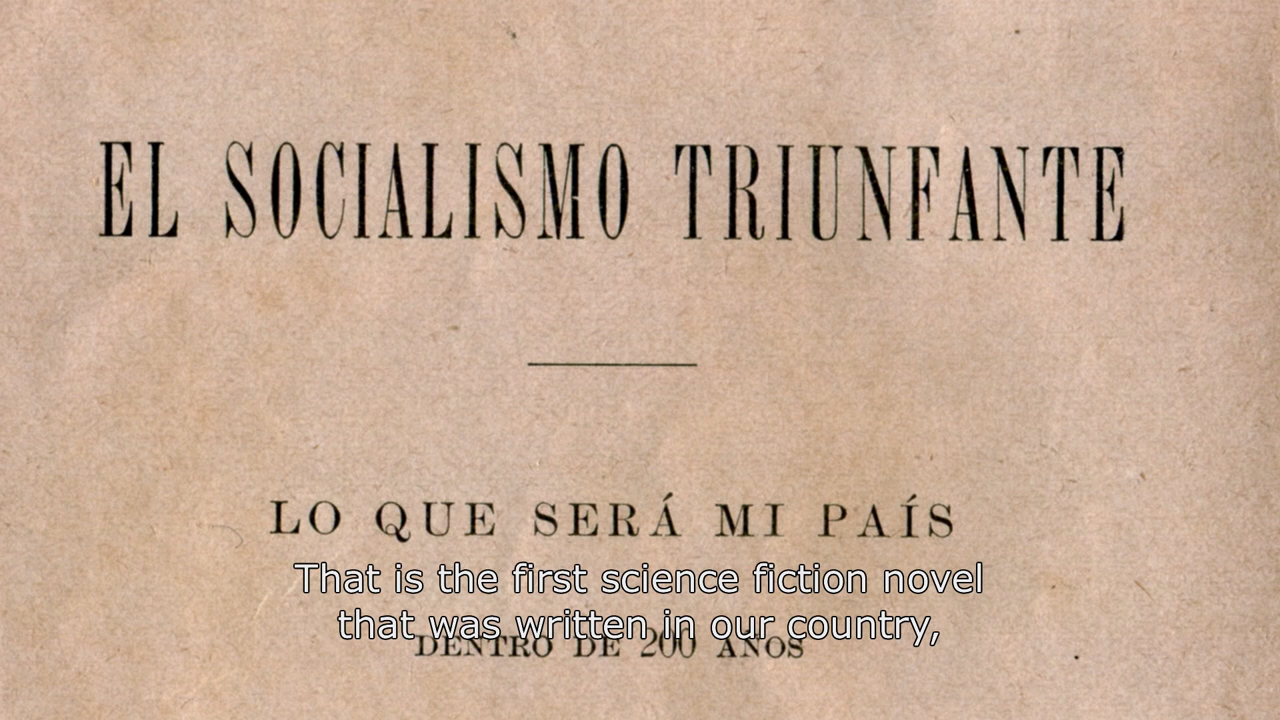 EL SOCIALISMO TRIUNFANTE
LO QUE SERÁ MI PAÍS
That is the first science fiction novel
that was written in our country,
DENTRO DE 200 AÑOS